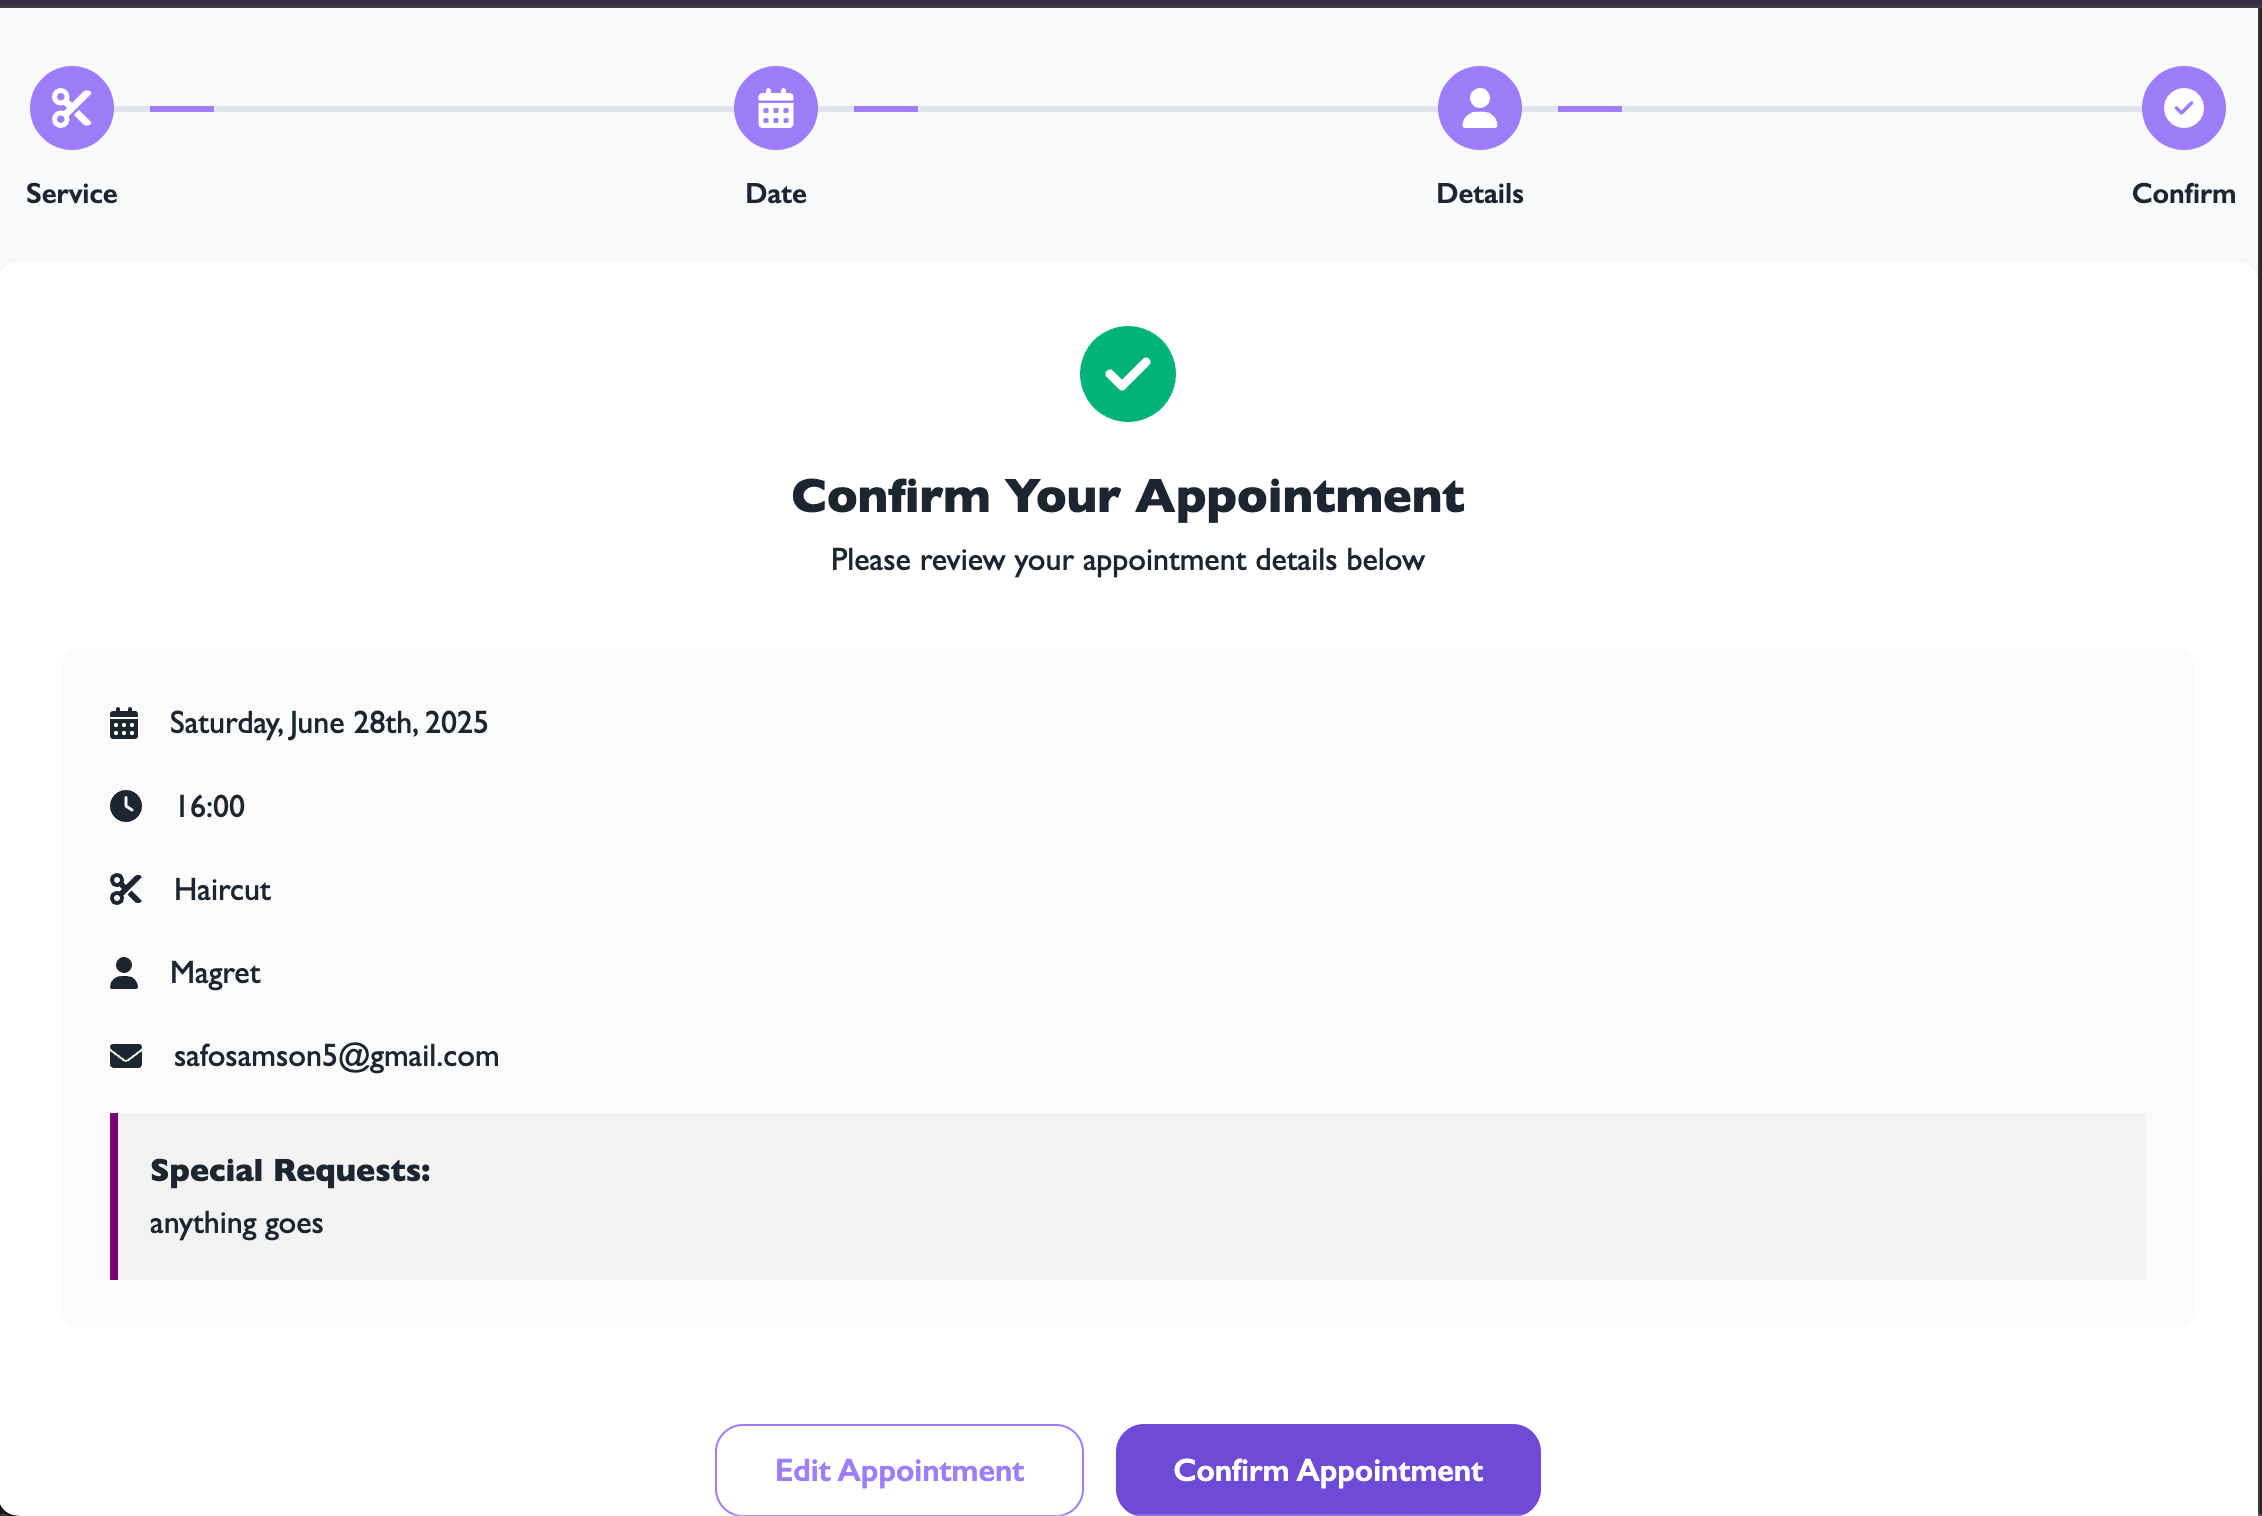 Service
Date
Details
Confirm
Confirm Your Appointment
Please review your appointment details below
Saturday, June 28th, 2025
16:00
Haircut
Magret
safosamson5@gmail.com
Special Requests:
anything goes
Edit Appointment
Confirm Appointment